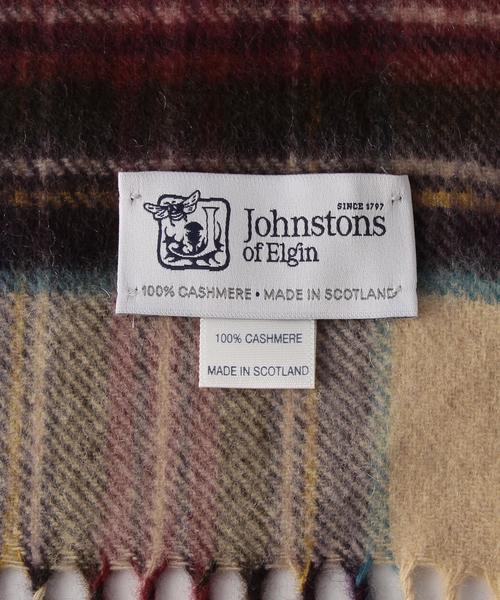 SINCE 1797
Johnstons
of Elgin
100% CASHMERE • MADE IN SCOTLAND
100% CASHMERE
MADE IN SCOTLAND